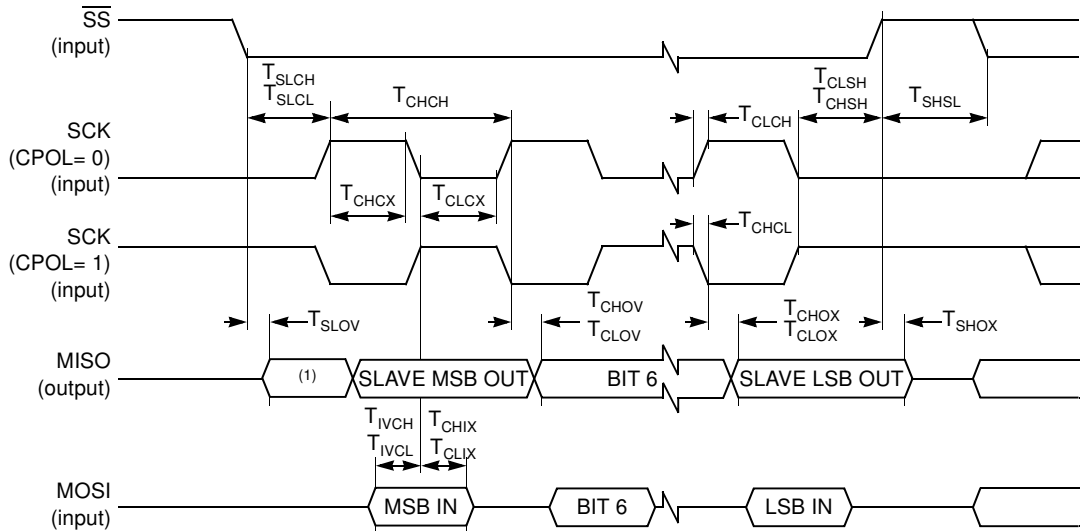 SS
(input)
TSLCH
TSLCL
TCHCH
TCLCH
TCLSH
TCHSH
TSHSL
SCK
(CPOL= 0)
(input)
TCHCX
TCLCX
TCHCL
SCK
(CPOL= 1)
(input)
TSLOV
TCHOV
TCLOV
TCHOX
TCLOX
TSHOX
MISO
(output)
(1)
SLAVE MSB OUT
BIT 6
SLAVE LSB OUT
TIVCH
TIVCL
TCHIX
TCLIX
MOSI
(input)
MSB IN
BIT 6
LSB IN